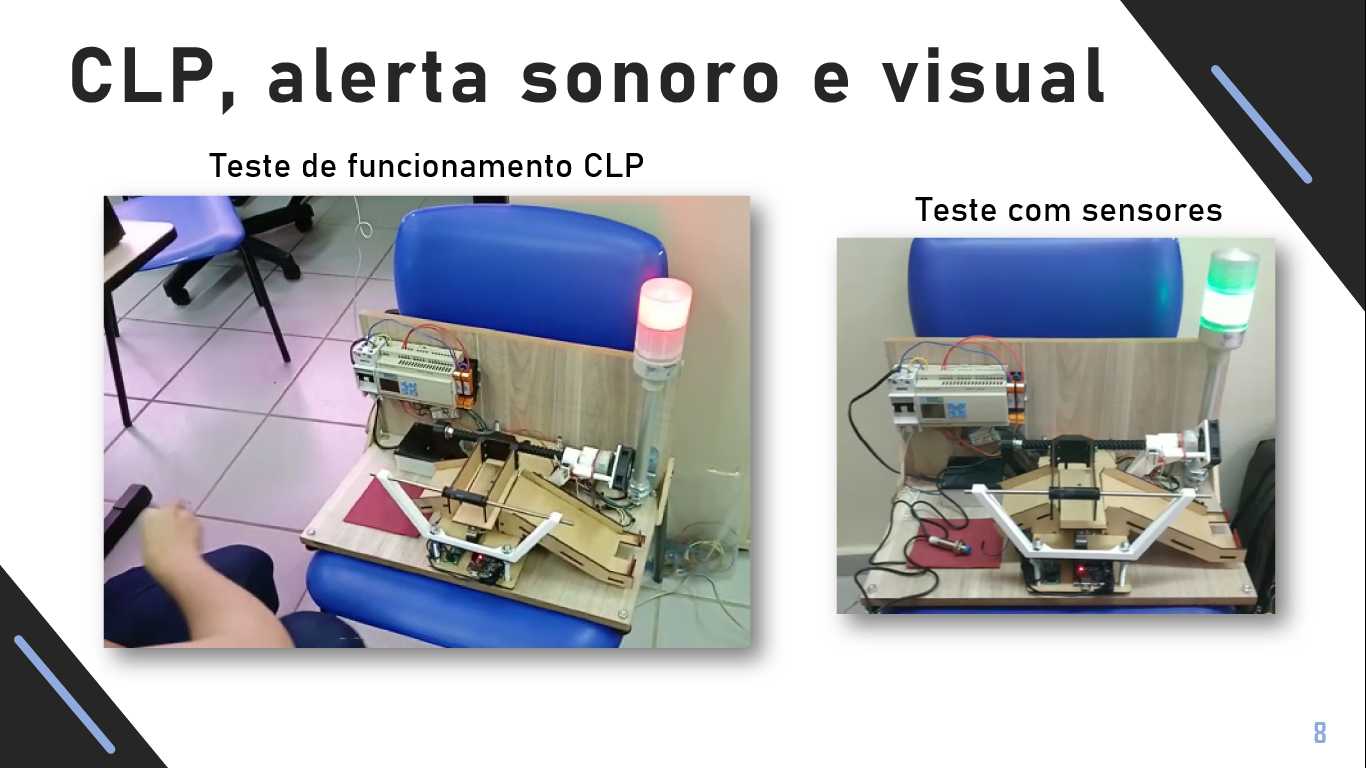 CLP, alerta sonoro e visual
Teste de funcionamento CLP
Teste com sensores
8